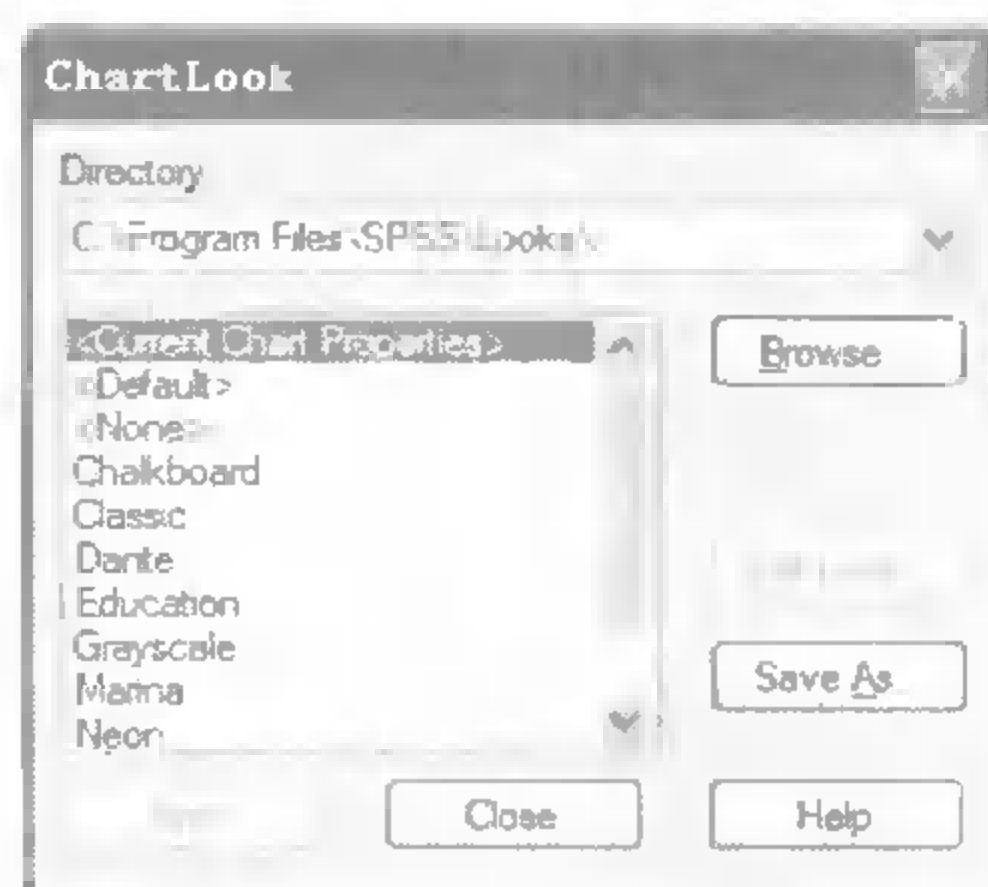 ChartLook
Directory
C:\Program Files\SPSS\Looks\
<Current Chart Properties>
<Default>
<None>
Chalkboard
Classic
Dante
Education
Grayscale
Marina
Neon
Browse
Save As
Close
Help